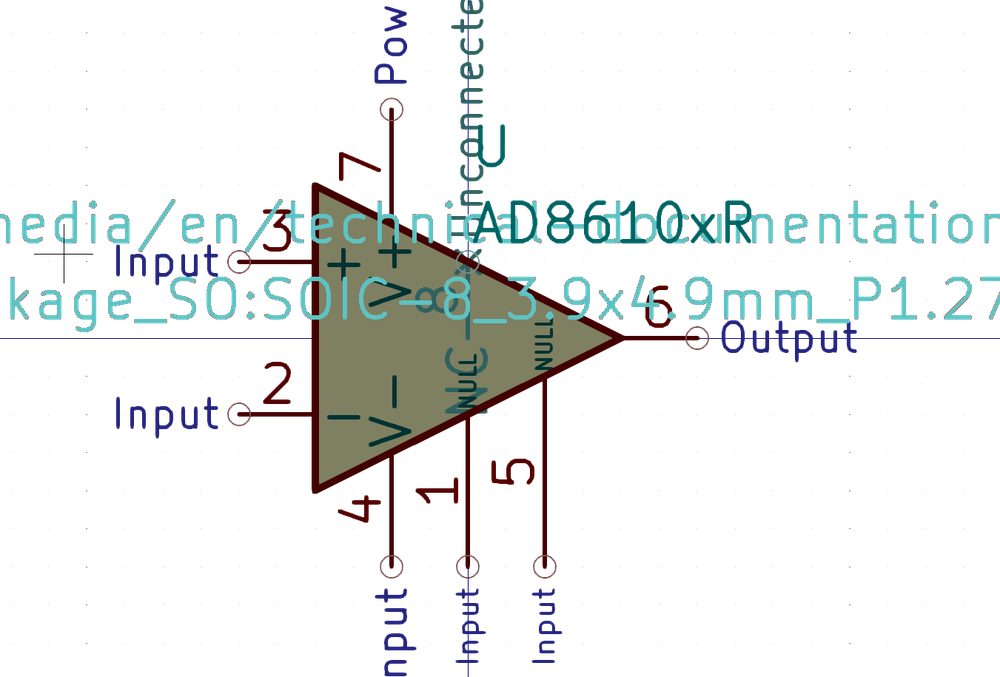 Pow
Unconnecte
U
7
media/en/technical-documentation
AD8610xR
3
Input
+
V+
8
kage_SO:SOIC-8_3.9x4.9mm_P1.27
6
Output
NC
NULL
NULL
2
Input
−
V−
4
1
5
Input
Input
Input